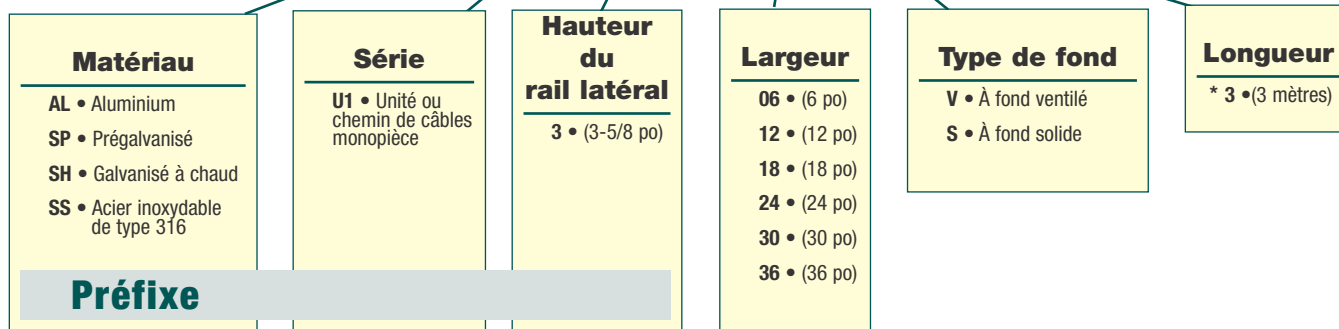 Matériau
AL • Aluminium
SP • Prégalvanisé
SH • Galvanisé à chaud
SS • Acier inoxydable
de type 316
Série
U1 • Unité ou
chemin de câbles
monopièce
Hauteur
du
rail latéral
3 • (3-5/8 po)
Largeur
06 • (6 po)
12 • (12 po)
18 • (18 po)
24 • (24 po)
30 • (30 po)
36 • (36 po)
Type de fond
V • À fond ventilé
S • À fond solide
Longueur
* 3 •(3 mètres)
Préfixe